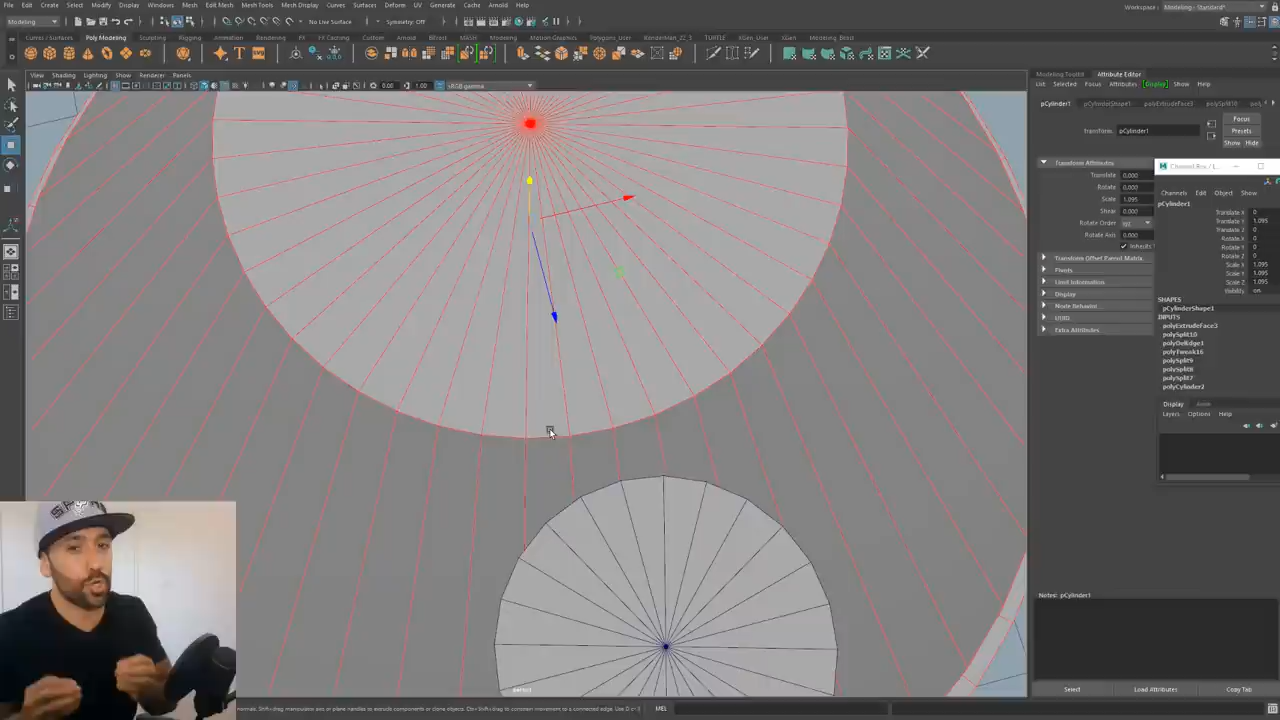 File Edit Create Select Modify Display Windows Mesh Edit Mesh Mesh Tools Mesh Display Curves Surfaces Deform UV Generate Cache Arnold Help
Workspace: Modeling - Standard*
Modeling
No Live Surface
Symmetry: Off
Curves / Surfaces Poly Modeling Sculpting Rigging Animation Rendering FX FX Caching Custom Arnold Bifrost MASH Modeling Motion Graphics Polygons_User TURTLE XGen_User XGen
View Shading Lighting Show Renderer Panels
0.00 1.00 sRGB gamma
Modeling Toolkit Attribute Editor
List Selected Focus Attributes Display Show Help
pCylinder1 pCylinderShape1 polyExtrudeFace3 polySplit10
Focus
Presets
Show Hide
transform: pCylinder1
Transform Attributes
Translate 0.000
Rotate 0.000
Scale 1.095
Shear 0.000
Rotate Order xyz
Rotate Axis 0.000
Inherits
Transform Offset Parent Matrix
Pivots
Limit Information
Display
Node Behavior
UUID
Extra Attributes
Channel Box / L...
Channels Edit Object Show
pCylinder1
Translate X 0
Translate Y 1.095
Translate Z 0
Rotate X 0
Rotate Y 0
Rotate Z 0
Scale X 1.095
Scale Y 1.095
Scale Z 1.095
Visibility on
SHAPES
pCylinderShape1
INPUTS
polyExtrudeFace3
polySplit10
polyDelEdge1
polyTweak16
polySplit9
polySplit8
polySplit7
polyCylinder2
Display Anim
Layers Options Help
Notes: pCylinder1
persp
Select Load Attributes Copy Tab
MEL